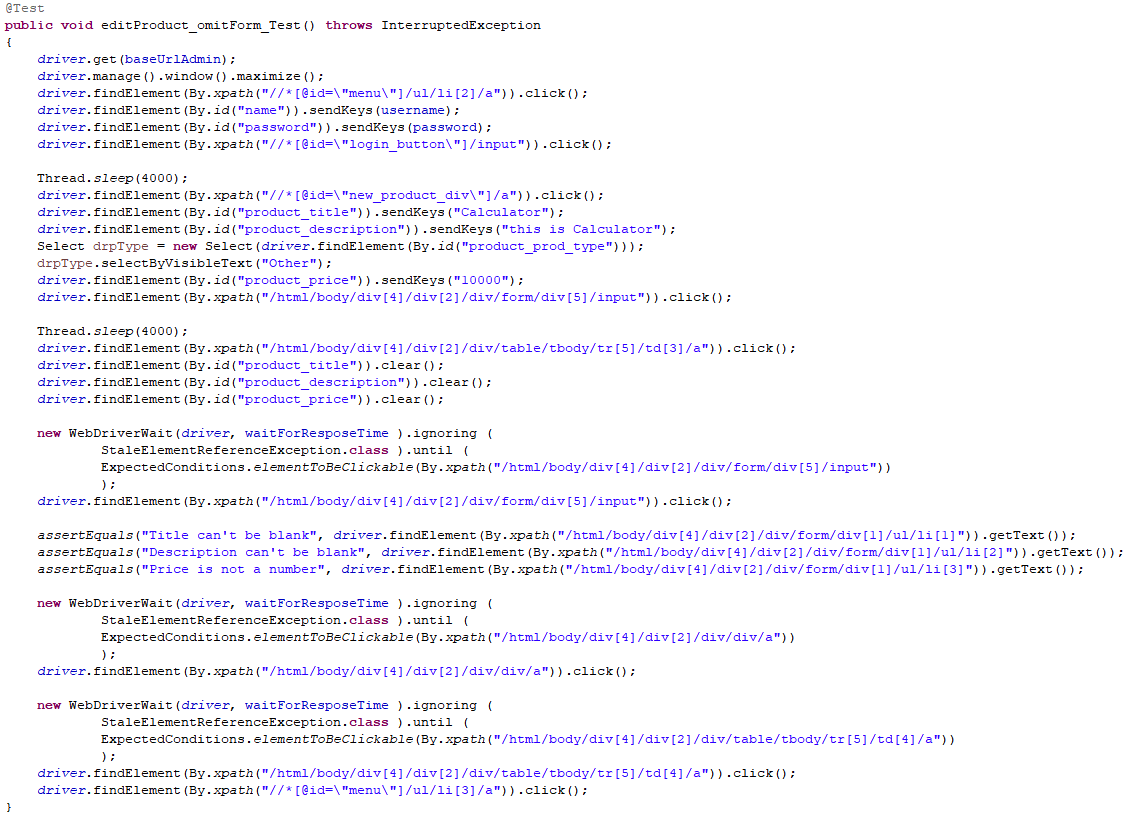 @Test
public void editProduct_omitForm_Test() throws InterruptedException
{
    driver.get(baseUrlAdmin);
    driver.manage().window().maximize();
    driver.findElement(By.xpath("//*[@id=\"menu\"]/ul/li[2]/a")).click();
    driver.findElement(By.id("name")).sendKeys(username);
    driver.findElement(By.id("password")).sendKeys(password);
    driver.findElement(By.xpath("//*[@id=\"login_button\"]/input")).click();

    Thread.sleep(4000);
    driver.findElement(By.xpath("//*[@id=\"new_product_div\"]/a")).click();
    driver.findElement(By.id("product_title")).sendKeys("Calculator");
    driver.findElement(By.id("product_description")).sendKeys("this is Calculator");
    Select drpType = new Select(driver.findElement(By.id("product_prod_type")));
    drpType.selectByVisibleText("Other");
    driver.findElement(By.id("product_price")).sendKeys("10000");
    driver.findElement(By.xpath("/html/body/div[4]/div[2]/div/form/div[5]/input")).click();

    Thread.sleep(4000);
    driver.findElement(By.xpath("/html/body/div[4]/div[2]/div/table/tbody/tr[5]/td[3]/a")).click();
    driver.findElement(By.id("product_title")).clear();
    driver.findElement(By.id("product_description")).clear();
    driver.findElement(By.id("product_price")).clear();

    new WebDriverWait(driver, waitForResposeTime ).ignoring (
            StaleElementReferenceException.class ).until (
            ExpectedConditions.elementToBeClickable(By.xpath("/html/body/div[4]/div[2]/div/form/div[5]/input"))
            );
    driver.findElement(By.xpath("/html/body/div[4]/div[2]/div/form/div[5]/input")).click();

    assertEquals("Title can't be blank", driver.findElement(By.xpath("/html/body/div[4]/div[2]/div/form/div[1]/ul/li[1]")).getText());
    assertEquals("Description can't be blank", driver.findElement(By.xpath("/html/body/div[4]/div[2]/div/form/div[1]/ul/li[2]")).getText());
    assertEquals("Price is not a number", driver.findElement(By.xpath("/html/body/div[4]/div[2]/div/form/div[1]/ul/li[3]")).getText());

    new WebDriverWait(driver, waitForResposeTime ).ignoring (
            StaleElementReferenceException.class ).until (
            ExpectedConditions.elementToBeClickable(By.xpath("/html/body/div[4]/div[2]/div/div/a"))
            );
    driver.findElement(By.xpath("/html/body/div[4]/div[2]/div/div/a")).click();

    new WebDriverWait(driver, waitForResposeTime ).ignoring (
            StaleElementReferenceException.class ).until (
            ExpectedConditions.elementToBeClickable(By.xpath("/html/body/div[4]/div[2]/div/table/tbody/tr[5]/td[4]/a"))
            );
    driver.findElement(By.xpath("/html/body/div[4]/div[2]/div/table/tbody/tr[5]/td[4]/a")).click();
    driver.findElement(By.xpath("//*[@id=\"menu\"]/ul/li[3]/a")).click();
}